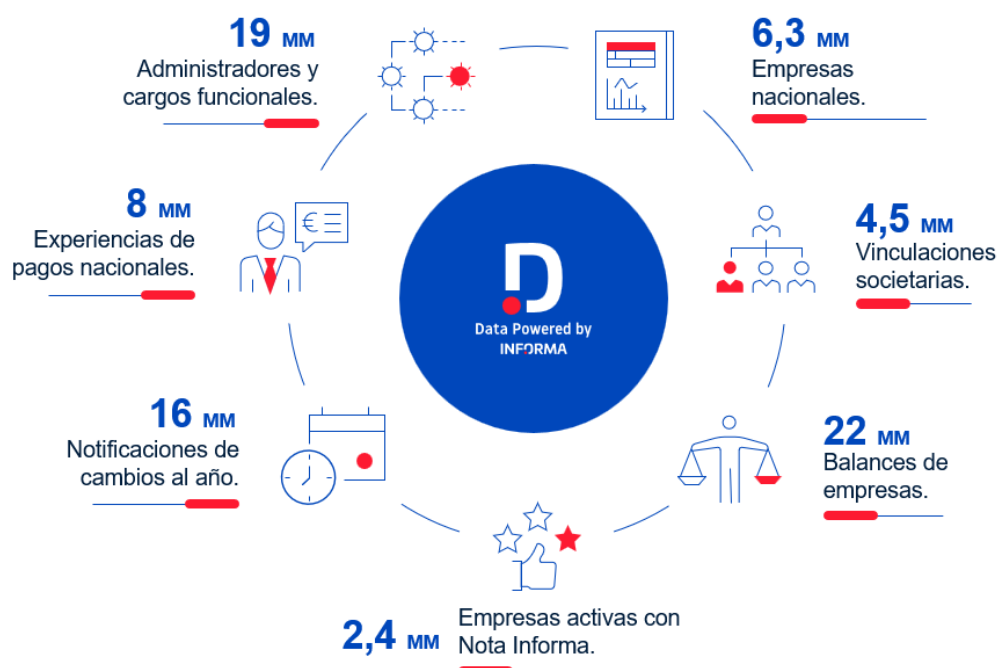 19 MM
Administradores y
cargos funcionales.
6,3 MM
Empresas
nacionales.
8 MM
Experiencias de
pagos nacionales.
€
4,5 MM
Vinculaciones
societarias.
D
Data Powered by
INFORMA
16 MM
Notificaciones de
cambios al año.
22 MM
Balances de
empresas.
2,4 MM
Empresas activas con
Nota Informa.